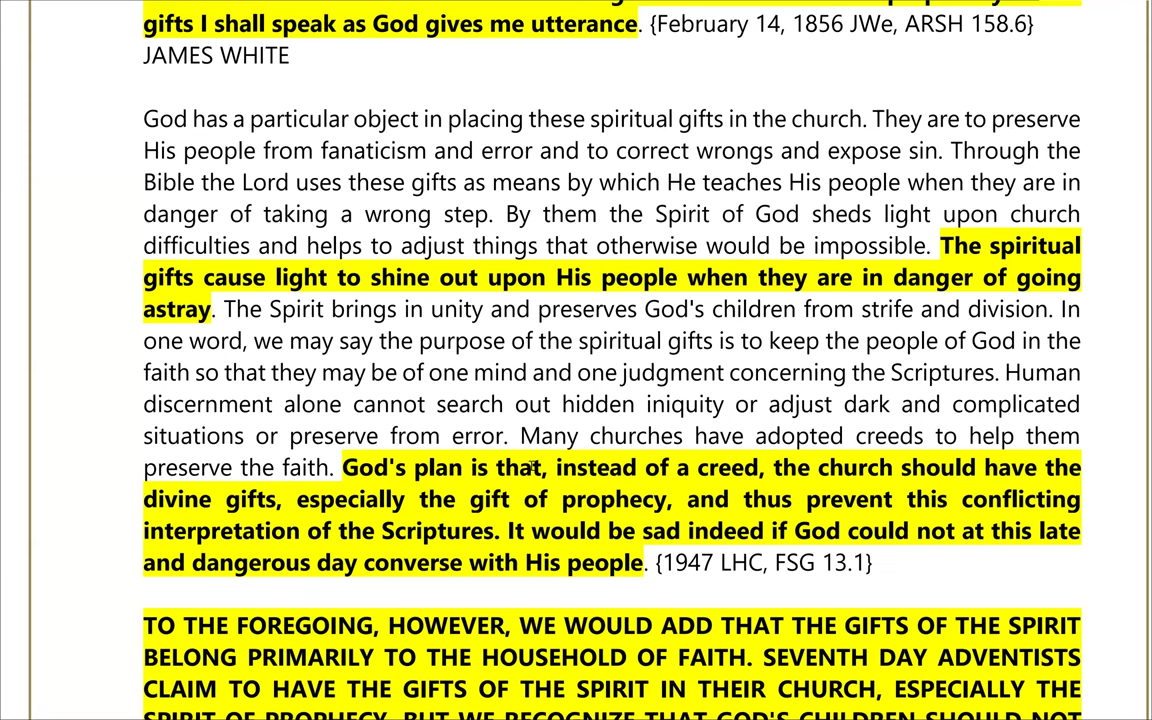 gifts I shall speak as God gives me utterance. {February 14, 1856 JWe, ARSH 158.6}
JAMES WHITE
God has a particular object in placing these spiritual gifts in the church. They are to preserve
His people from fanaticism and error and to correct wrongs and expose sin. Through the
Bible the Lord uses these gifts as means by which He teaches His people when they are in
danger of taking a wrong step. By them the Spirit of God sheds light upon church
difficulties and helps to adjust things that otherwise would be impossible. The spiritual
gifts cause light to shine out upon His people when they are in danger of going
astray. The Spirit brings in unity and preserves God's children from strife and division. In
one word, we may say the purpose of the spiritual gifts is to keep the people of God in the
faith so that they may be of one mind and one judgment concerning the Scriptures. Human
discernment alone cannot search out hidden iniquity or adjust dark and complicated
situations or preserve from error. Many churches have adopted creeds to help them
preserve the faith. God's plan is that, instead of a creed, the church should have the
divine gifts, especially the gift of prophecy, and thus prevent this conflicting
interpretation of the Scriptures. It would be sad indeed if God could not at this late
and dangerous day converse with His people. {1947 LHC, FSG 13.1}
TO THE FOREGOING, HOWEVER, WE WOULD ADD THAT THE GIFTS OF THE SPIRIT
BELONG PRIMARILY TO THE HOUSEHOLD OF FAITH. SEVENTH DAY ADVENTISTS
CLAIM TO HAVE THE GIFTS OF THE SPIRIT IN THEIR CHURCH, ESPECIALLY THE
SPIRIT OF PROPHECY, BUT WE RECOGNIZE THAT GOD'S CHILDREN SHOULD NOT